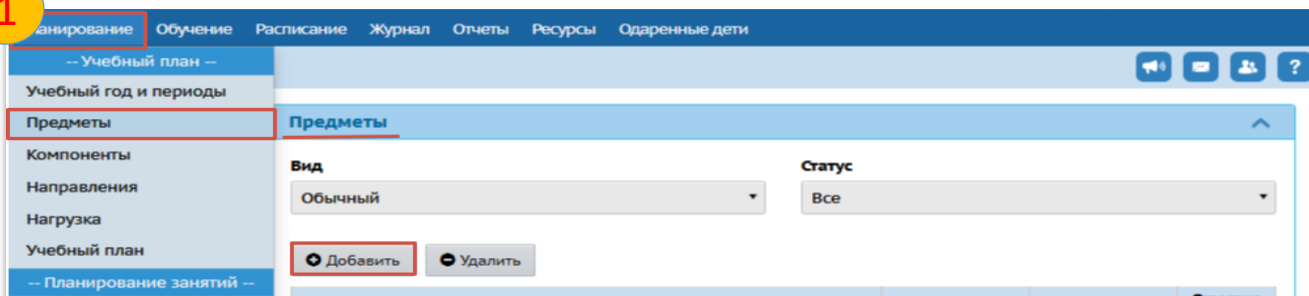 1
Планирование Обучение Расписание Журнал Отчеты Ресурсы Одаренные дети
-- Учебный план --
Учебный год и периоды
Предметы
Предметы
Компоненты
Вид Статус
Направления
Обычный Все
Нагрузка
Учебный план
Добавить Удалить
-- Планирование занятий --